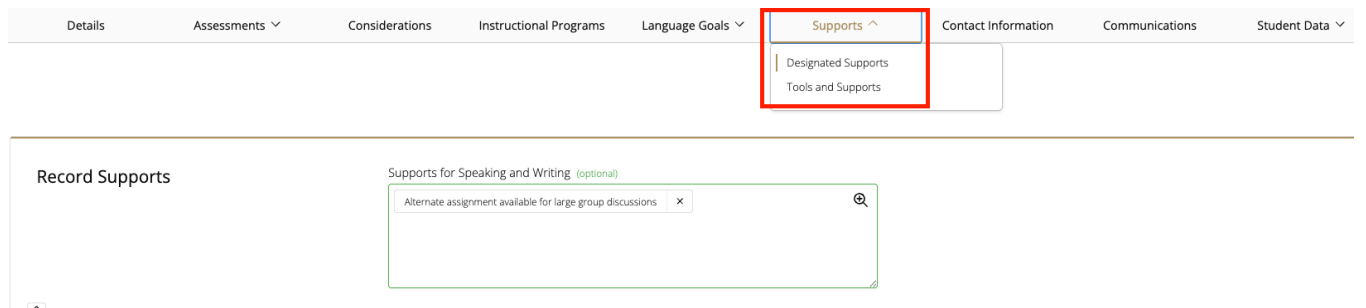 Details Assessments Considerations Instructional Programs Language Goals Supports Contact Information Communications Student Data
Designated Supports
Tools and Supports
Record Supports
Supports for Speaking and Writing (optional)
Alternate assignment available for large group discussions ×